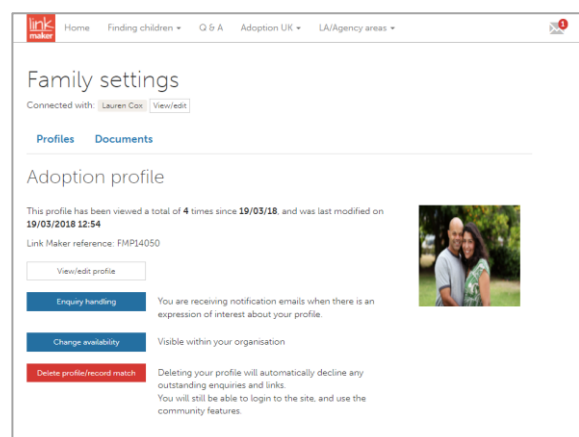 link maker
Home Finding children Q & A Adoption UK LA/Agency areas 1
Family settings
Connected with: Lauren Cox View/edit
Profiles Documents
Adoption profile
This profile has been viewed a total of 4 times since 19/03/18, and was last modified on
19/03/2018 12:54
Link Maker reference: FMP14050
View/edit profile
Enquiry handling You are receiving notification emails when there is an
expression of interest about your profile.
Change availability Visible within your organisation
Delete profile/record match Deleting your profile will automatically decline any
outstanding enquiries and links.
You will still be able to login to the site, and use the
community features.